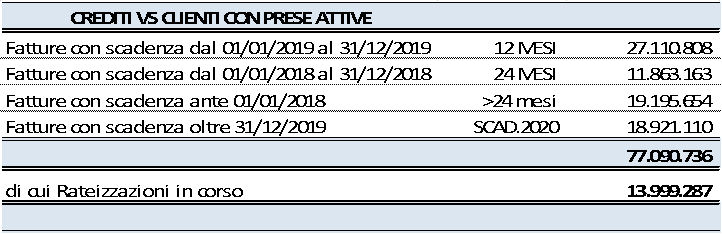 CREDITI VS CLIENTI CON PRESE ATTIVE
Fatture con scadenza dal 01/01/2019 al 31/12/2019 12 MESI 27.110.808
Fatture con scadenza dal 01/01/2018 al 31/12/2018 24 MESI 11.863.163
Fatture con scadenza ante 01/01/2018 >24 mesi 19.195.654
Fatture con scadenza oltre 31/12/2019 SCAD.2020 18.921.110
77.090.736
di cui Rateizzazioni in corso 13.999.287